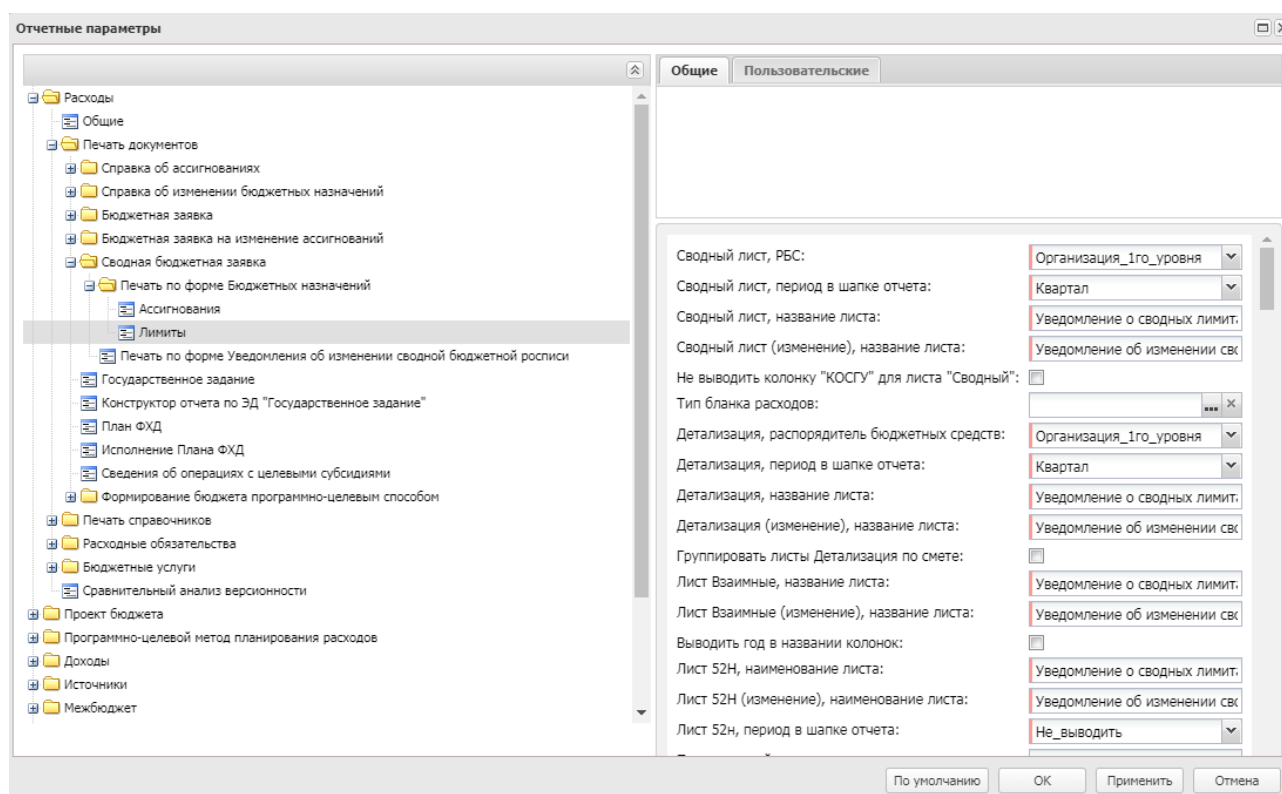 Отчетные параметры
Расходы
Общие
Печать документов
Справка об ассигнованиях
Справка об изменении бюджетных назначений
Бюджетная заявка
Бюджетная заявка на изменение ассигнований
Сводная бюджетная заявка
Печать по форме Бюджетных назначений
Ассигнования
Лимиты
Печать по форме Уведомления об изменении сводной бюджетной росписи
Государственное задание
Конструктор отчета по ЭД "Государственное задание"
План ФХД
Исполнение Плана ФХД
Сведения об операциях с целевыми субсидиями
Формирование бюджета программно-целевым способом
Печать справочников
Расходные обязательства
Бюджетные услуги
Сравнительный анализ версионности
Проект бюджета
Программно-целевой метод планирования расходов
Доходы
Источники
Межбюджет
Общие Пользовательские
Сводный лист, РБС: Организация_1го_уровня
Сводный лист, период в шапке отчета: Квартал
Сводный лист, название листа: Уведомление о сводных лимит
Сводный лист (изменение), название листа: Уведомление об изменении сво
Не выводить колонку "КОСГУ" для листа "Сводный":
Тип бланка расходов: ...
Детализация, распорядитель бюджетных средств: Организация_1го_уровня
Детализация, период в шапке отчета: Квартал
Детализация, название листа: Уведомление о сводных лимит
Детализация (изменение), название листа: Уведомление об изменении сво
Группировать листы Детализация по смете:
Лист Взаимные, название листа: Уведомление о сводных лимит
Лист Взаимные (изменение), название листа: Уведомление об изменении сво
Выводить год в названии колонок:
Лист 52Н, наименование листа: Уведомление о сводных лимит
Лист 52Н (изменение), наименование листа: Уведомление об изменении сво
Лист 52н, период в шапке отчета: Не_выводить
По умолчанию ОК Применить Отмена